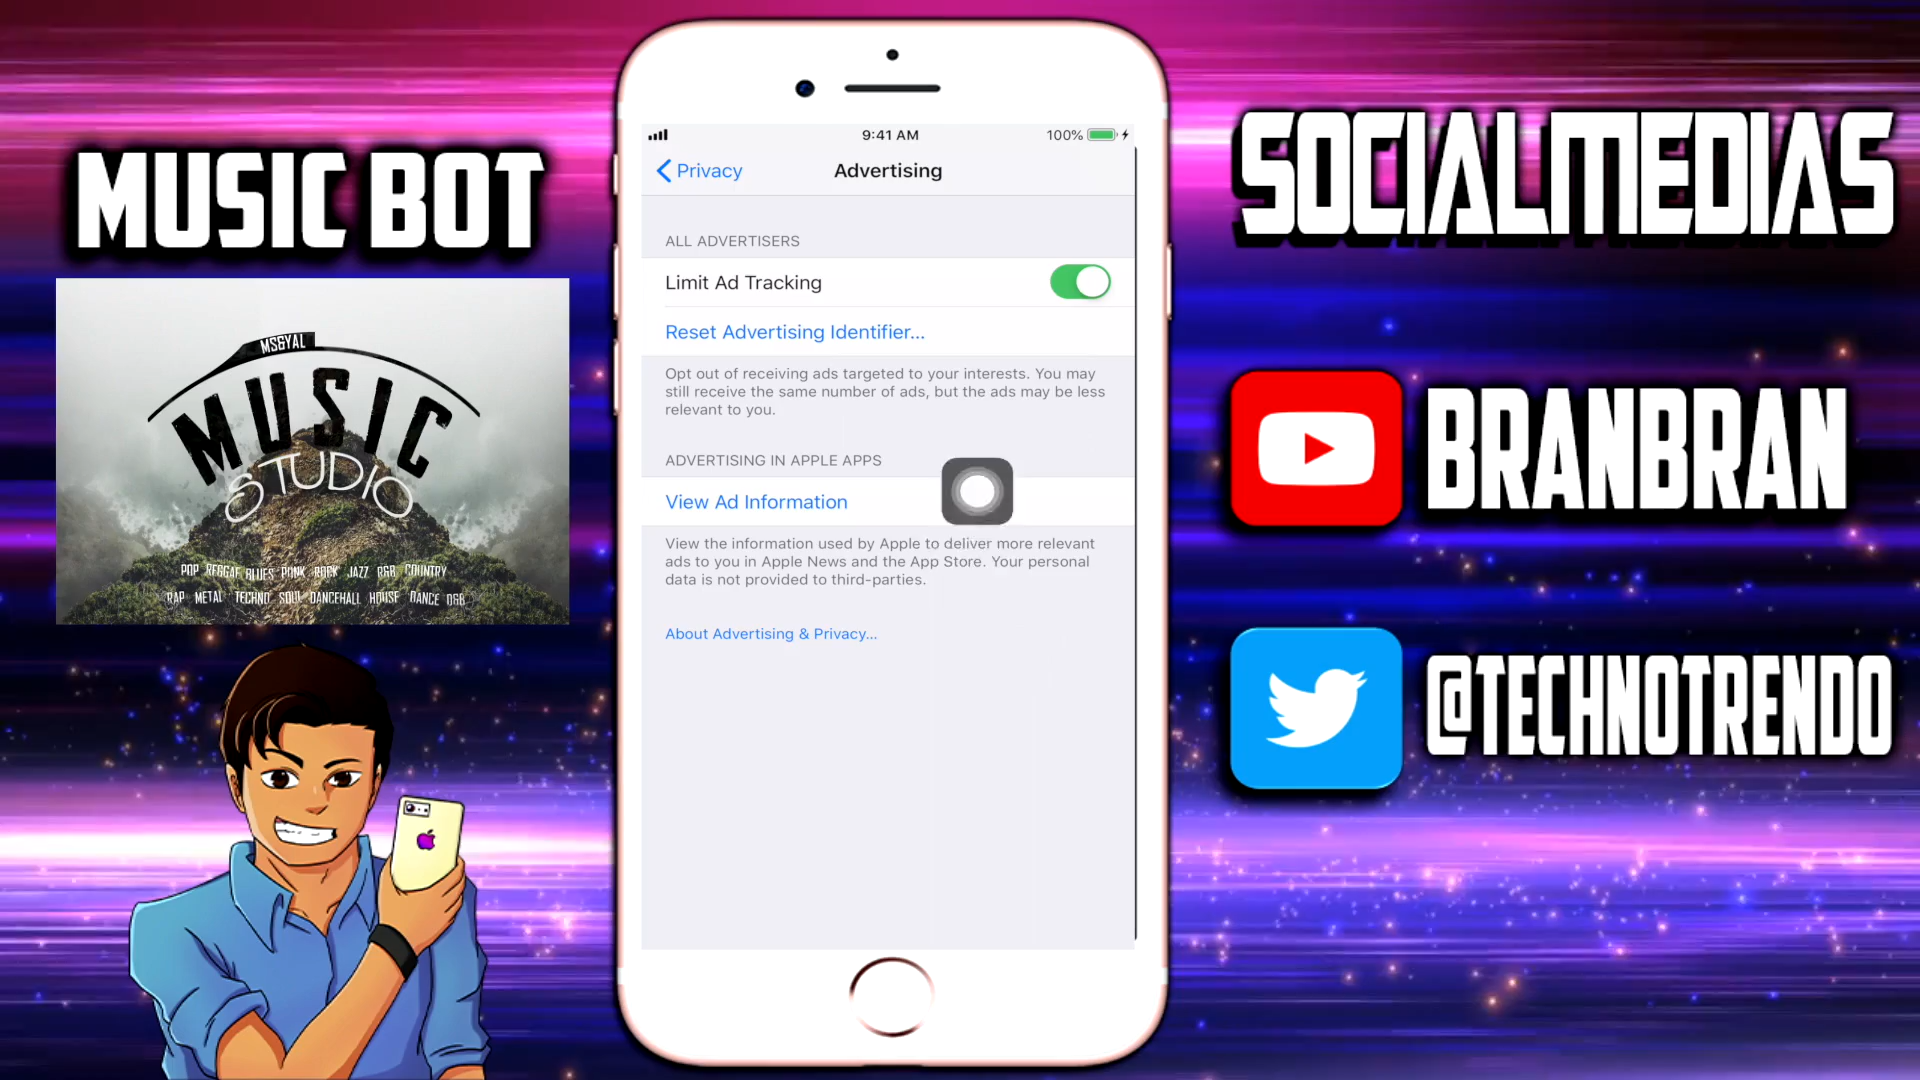 MUSIC BOT
MS&YAL
MUSIC
STUDIO
POP REGGAE BLUES PUNK ROCK JAZZ R&B COUNTRY
RAP METAL TECHNO SOUL DANCEHALL HOUSE DANCE D&B
9:41 AM
100%
Privacy
Advertising
ALL ADVERTISERS
Limit Ad Tracking
Reset Advertising Identifier...
Opt out of receiving ads targeted to your interests. You may
still receive the same number of ads, but the ads may be less
relevant to you.
ADVERTISING IN APPLE APPS
View Ad Information
View the information used by Apple to deliver more relevant
ads to you in Apple News and the App Store. Your personal
data is not provided to third-parties.
About Advertising & Privacy...
SOCIALMEDIAS
BRANBRAN
@TECHNOTRENDO